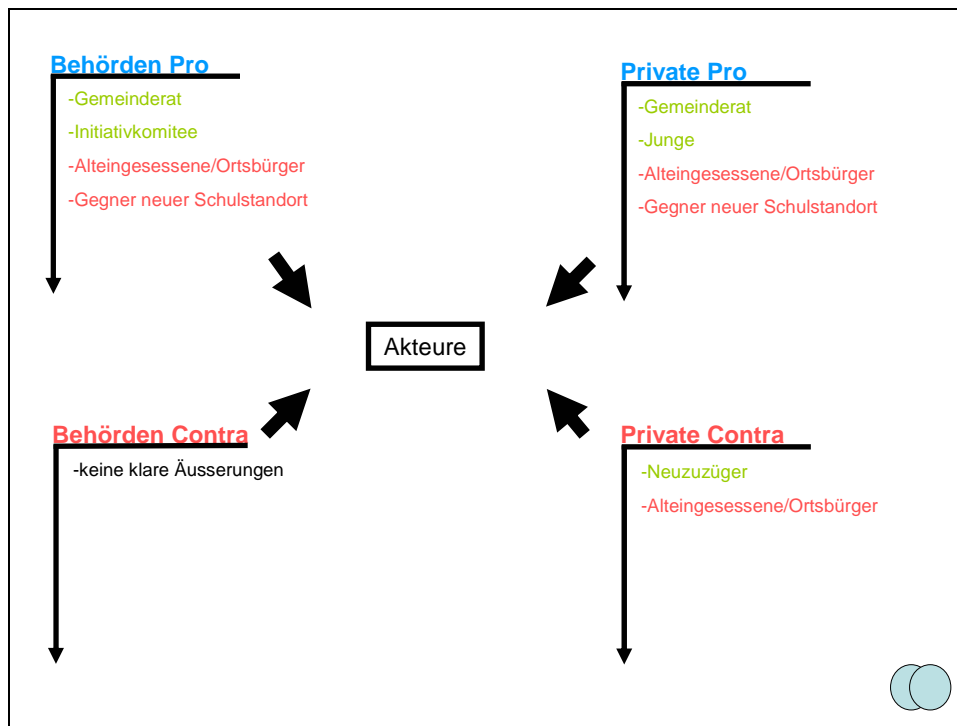 Behörden Pro
-Gemeinderat
-Initiativkomitee
-Alteingesessene/Ortsbürger
-Gegner neuer Schulstandort
Private Pro
-Gemeinderat
-Junge
-Alteingesessene/Ortsbürger
-Gegner neuer Schulstandort
Akteure
Behörden Contra
-keine klare Äusserungen
Private Contra
-Neuzuzüger
-Alteingesessene/Ortsbürger